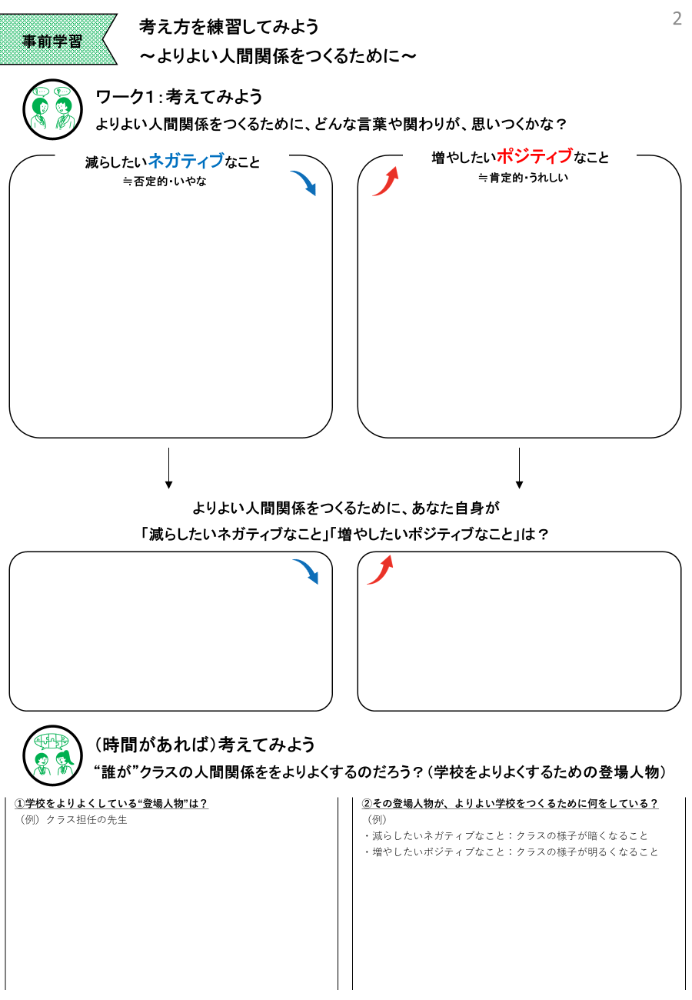 2
事前学習
考え方を練習してみよう
～よりよい人間関係をつくるために～
ワーク１：考えてみよう
よりよい人間関係をつくるために、どんな言葉や関わりが、思いつくかな？
減らしたいネガティブなこと
≒否定的・いやな
増やしたいポジティブなこと
≒肯定的・うれしい
よりよい人間関係をつくるために、あなた自身が
「減らしたいネガティブなこと」「増やしたいポジティブなこと」は？
（時間があれば）考えてみよう
“誰が”クラスの人間関係ををよりよくするのだろう？（学校をよりよくするための登場人物）
①学校をよりよくしている“登場人物”は？
（例）クラス担任の先生
②その登場人物が、よりよい学校をつくるために何をしている？
（例）
・減らしたいネガティブなこと：クラスの様子が暗くなること
・増やしたいポジティブなこと：クラスの様子が明るくなること